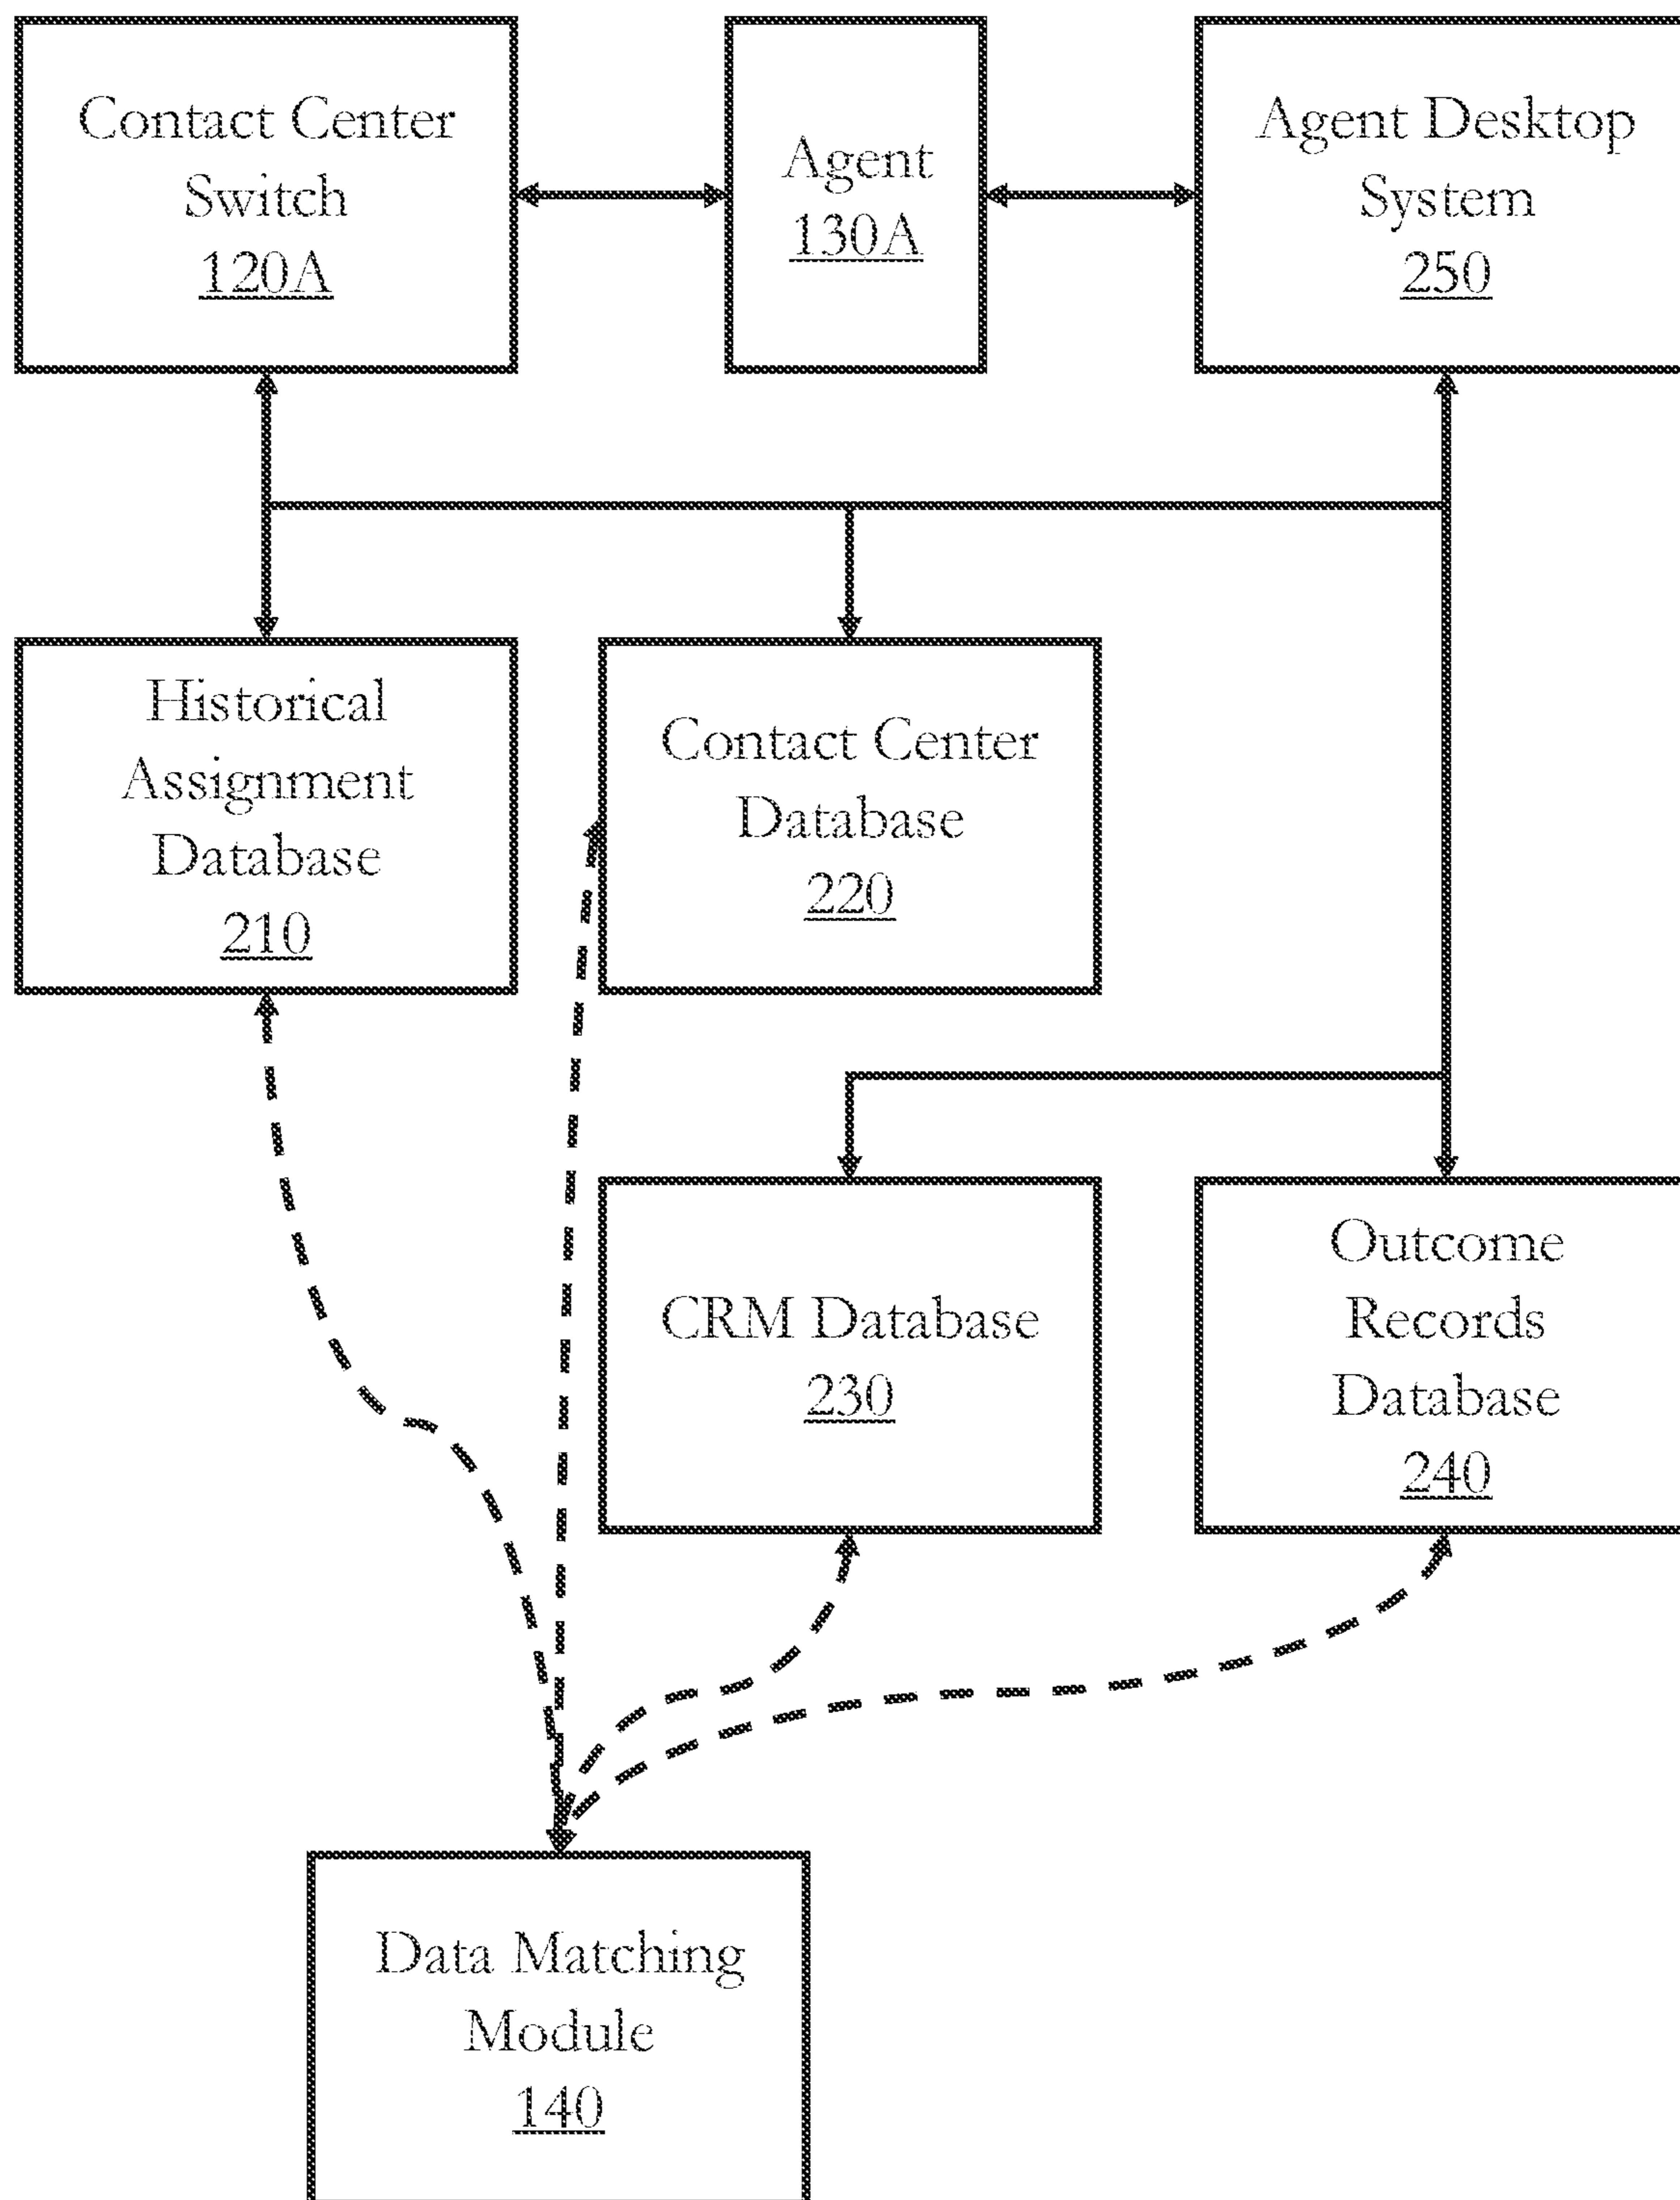 Contact Center
Switch
120A
Agent
130A
Agent Desktop
System
250
Historical
Assignment
Database
210
Contact Center
Database
220
CRM Database
230
Outcome
Records
Database
240
Data Matching
Module
140